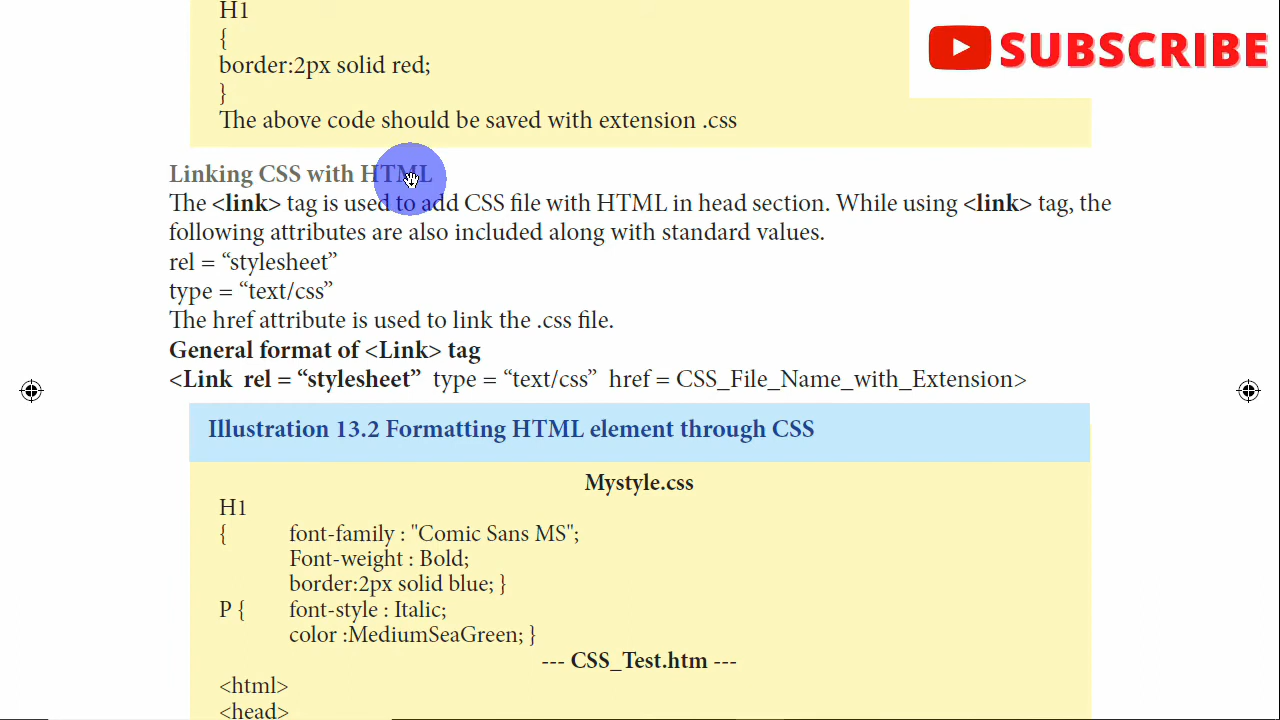 H1
{
border:2px solid red;
}
The above code should be saved with extension .css
SUBSCRIBE
Linking CSS with HTML
The <link> tag is used to add CSS file with HTML in head section. While using <link> tag, the
following attributes are also included along with standard values.
rel = “stylesheet”
type = “text/css”
The href attribute is used to link the .css file.
General format of <Link> tag
<Link rel = “stylesheet” type = “text/css” href = CSS_File_Name_with_Extension>
Illustration 13.2 Formatting HTML element through CSS
Mystyle.css
H1
{ font-family : "Comic Sans MS";
Font-weight : Bold;
border:2px solid blue; }
P { font-style : Italic;
color :MediumSeaGreen; }
--- CSS_Test.htm ---
<html>
<head>